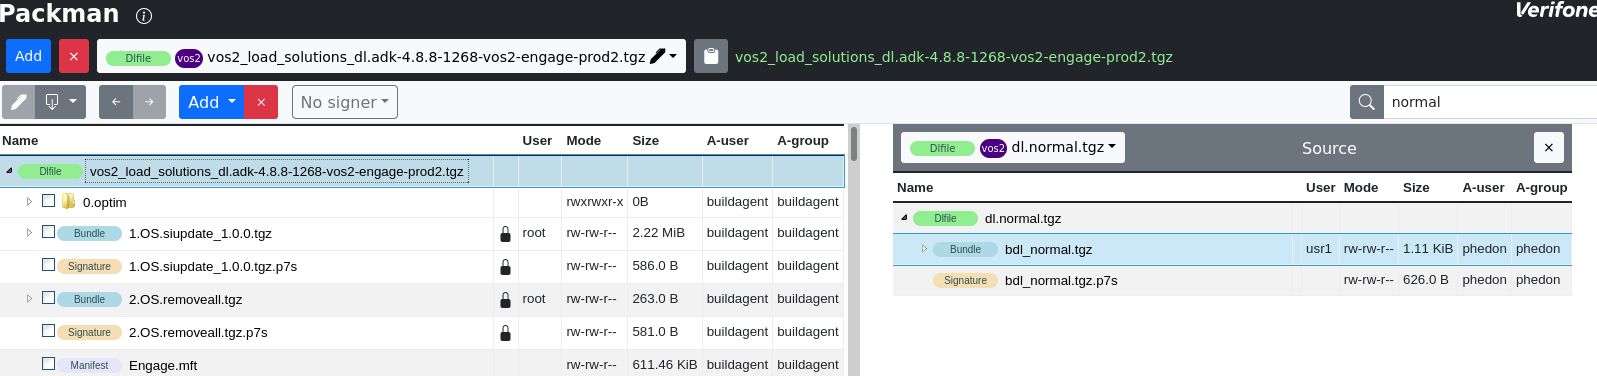 Packman
Verifone
Add × Dlfile vos2 vos2_load_solutions_dl.adk-4.8.8-1268-vos2-engage-prod2.tgz vos2_load_solutions_dl.adk-4.8.8-1268-vos2-engage-prod2.tgz
Add × No signer normal
Name User Mode Size A-user A-group
Dlfile vos2_load_solutions_dl.adk-4.8.8-1268-vos2-engage-prod2.tgz
0.optim rwxrwxr-x 0B buildagent buildagent
Bundle 1.OS.siupdate_1.0.0.tgz root rw-rw-r-- 2.22 MiB buildagent buildagent
Signature 1.OS.siupdate_1.0.0.tgz.p7s rw-rw-r-- 586.0 B buildagent buildagent
Bundle 2.OS.removeall.tgz root rw-rw-r-- 263.0 B buildagent buildagent
Signature 2.OS.removeall.tgz.p7s rw-rw-r-- 581.0 B buildagent buildagent
Manifest Engage.mft rw-rw-r-- 611.46 KiB buildagent buildagent
Dlfile vos2 dl.normal.tgz Source ×
Name User Mode Size A-user A-group
Dlfile dl.normal.tgz
Bundle bdl_normal.tgz usr1 rw-rw-r-- 1.11 KiB phedon phedon
Signature bdl_normal.tgz.p7s rw-rw-r-- 626.0 B phedon phedon